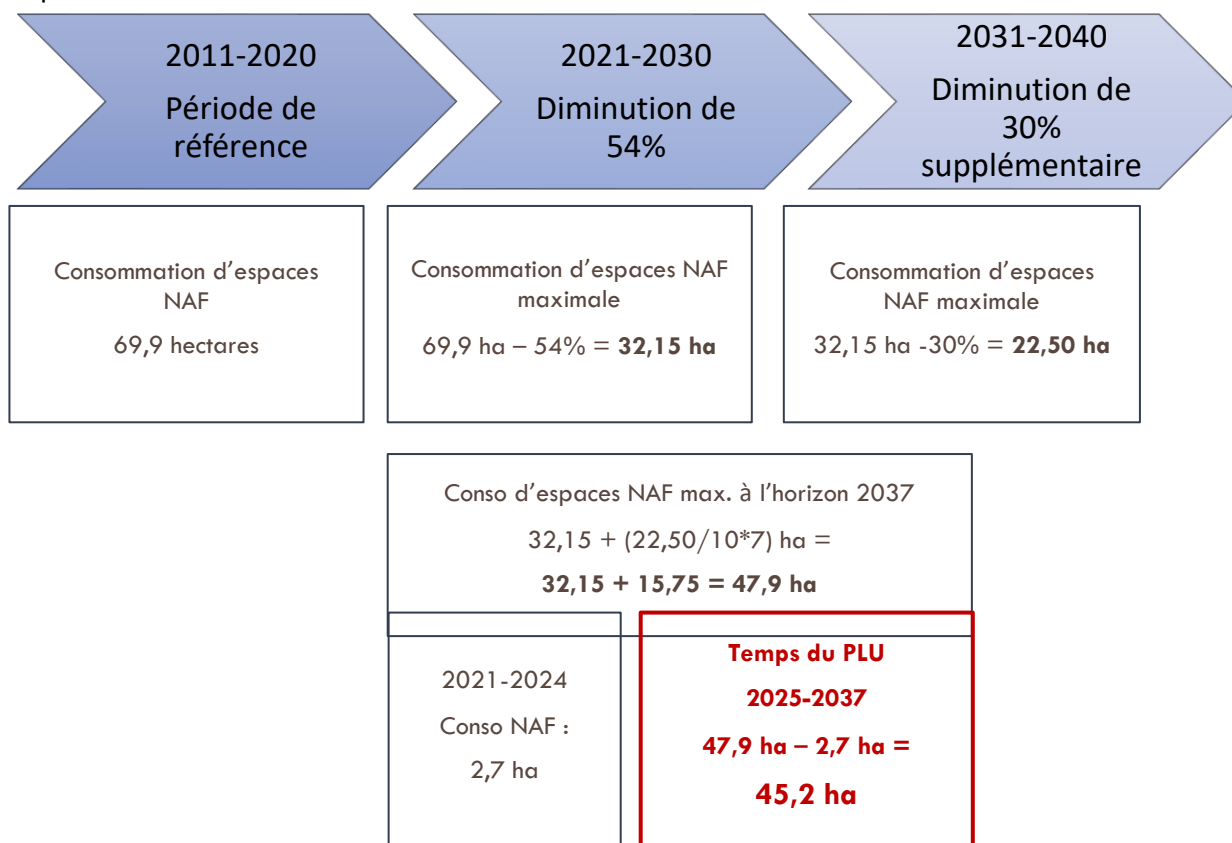 2011-2020
Période de
référence
2021-2030
Diminution de
54%
2031-2040
Diminution de
30%
supplémentaire
Consommation d'espaces
NAF
69,9 hectares
Consommation d'espaces NAF
maximale
69,9 ha – 54% = 32,15 ha
Consommation d'espaces
NAF maximale
32,15 ha -30% = 22,50 ha
Conso d'espaces NAF max. à l'horizon 2037
32,15 + (22,50/10*7) ha =
32,15 + 15,75 = 47,9 ha
2021-2024
Conso NAF :
2,7 ha
Temps du PLU
2025-2037
47,9 ha – 2,7 ha =
45,2 ha